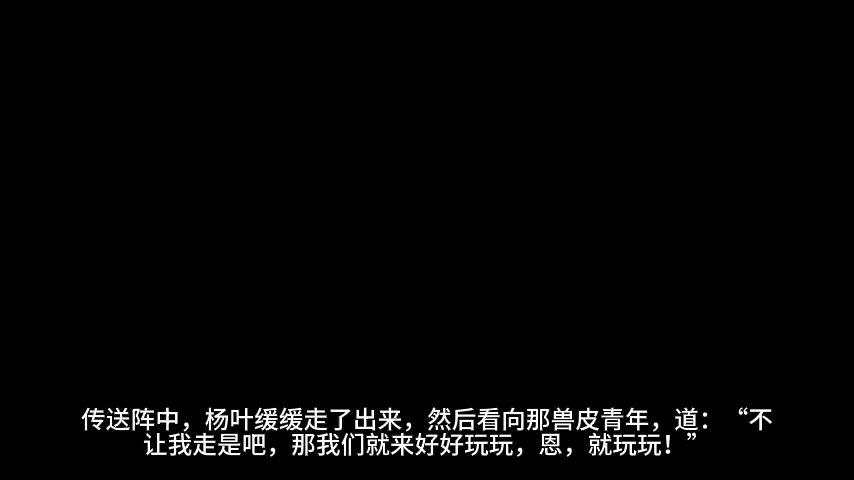 传送阵中，杨叶缓缓走了出来，然后看向那兽皮青年，道：“不
让我走是吧，那我们就来好好玩玩，恩，就玩玩！”